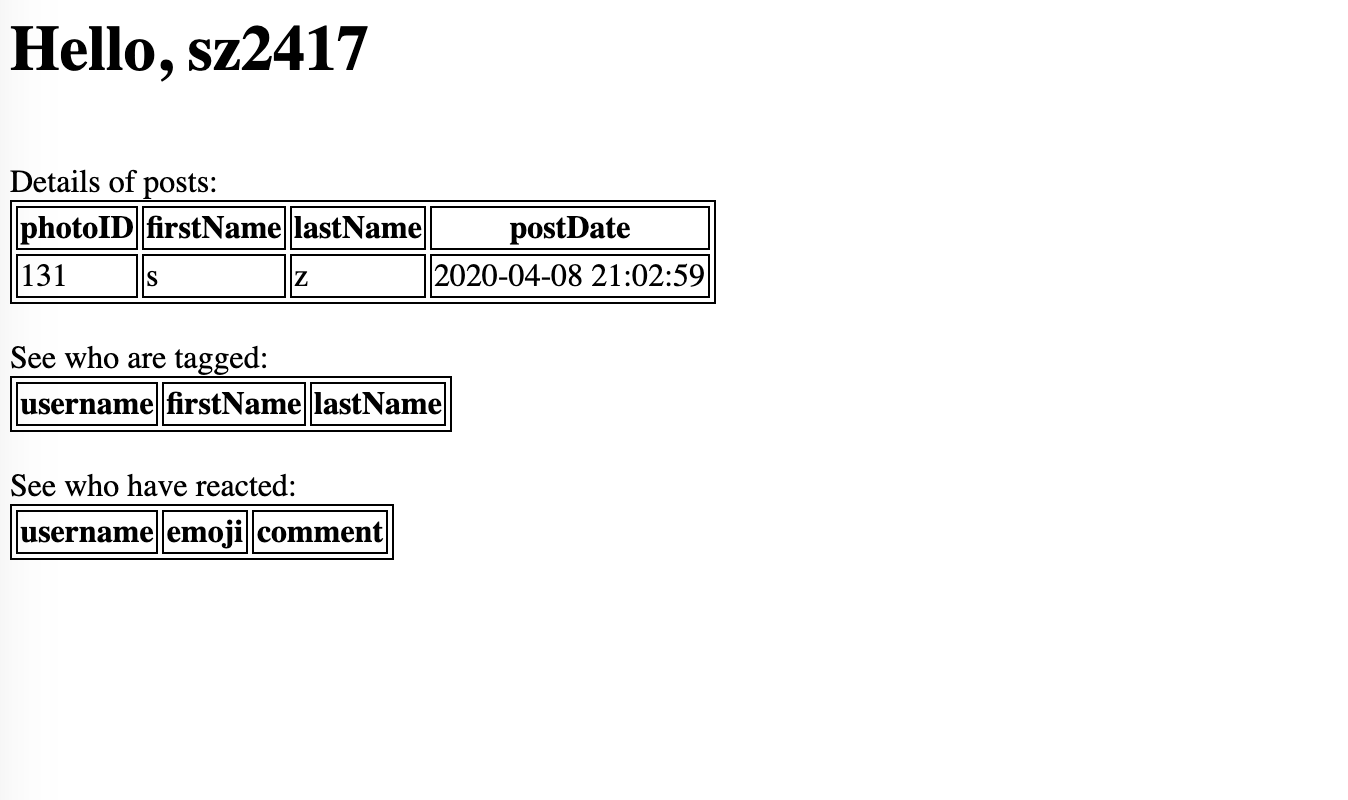 Hello, sz2417
Details of posts:
photoID firstName lastName postDate
131 s z 2020-04-08 21:02:59
See who are tagged:
username firstName lastName
See who have reacted:
username emoji comment